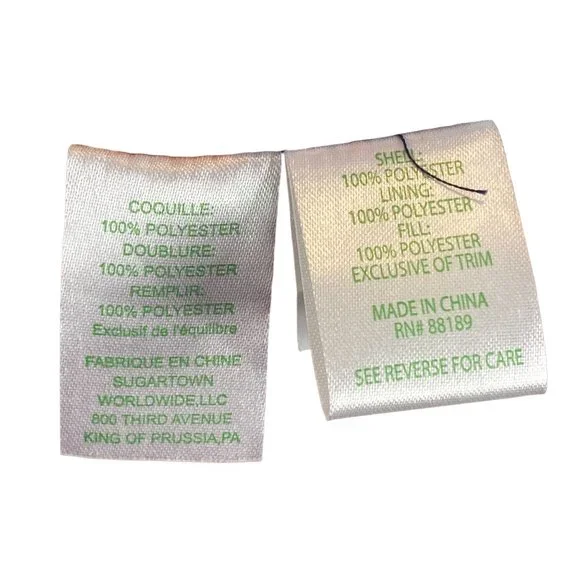 COQUILLE:
100% POLYESTER
DOUBLURE:
100% POLYESTER
REMPLIR:
100% POLYESTER
Exclusif de l'équilibre
FABRIQUE EN CHINE
SUGARTOWN
WORLDWIDE,LLC
800 THIRD AVENUE
KING OF PRUSSIA,PA
SHELL:
100% POLYESTER
LINING:
100% POLYESTER
FILL:
100% POLYESTER
EXCLUSIVE OF TRIM
MADE IN CHINA
RN# 88189
SEE REVERSE FOR CARE